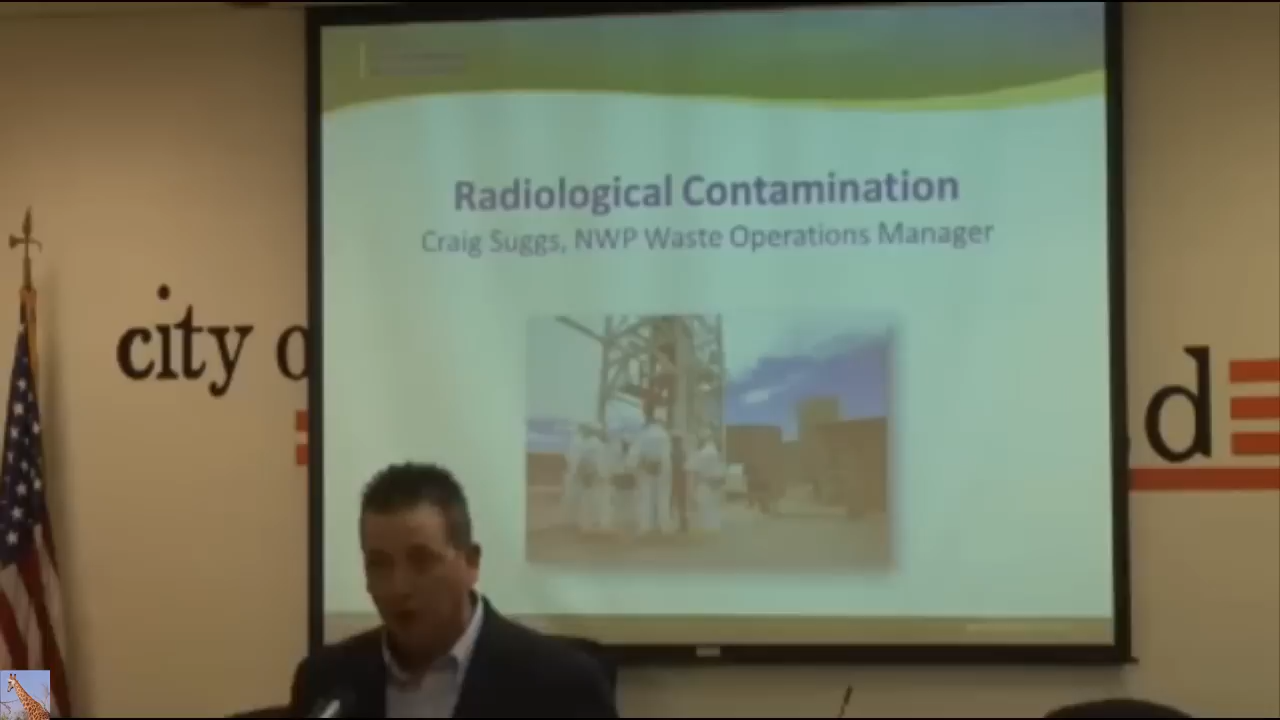 Radiological Contamination
Craig Suggs, NWP Waste Operations Manager
city o
d